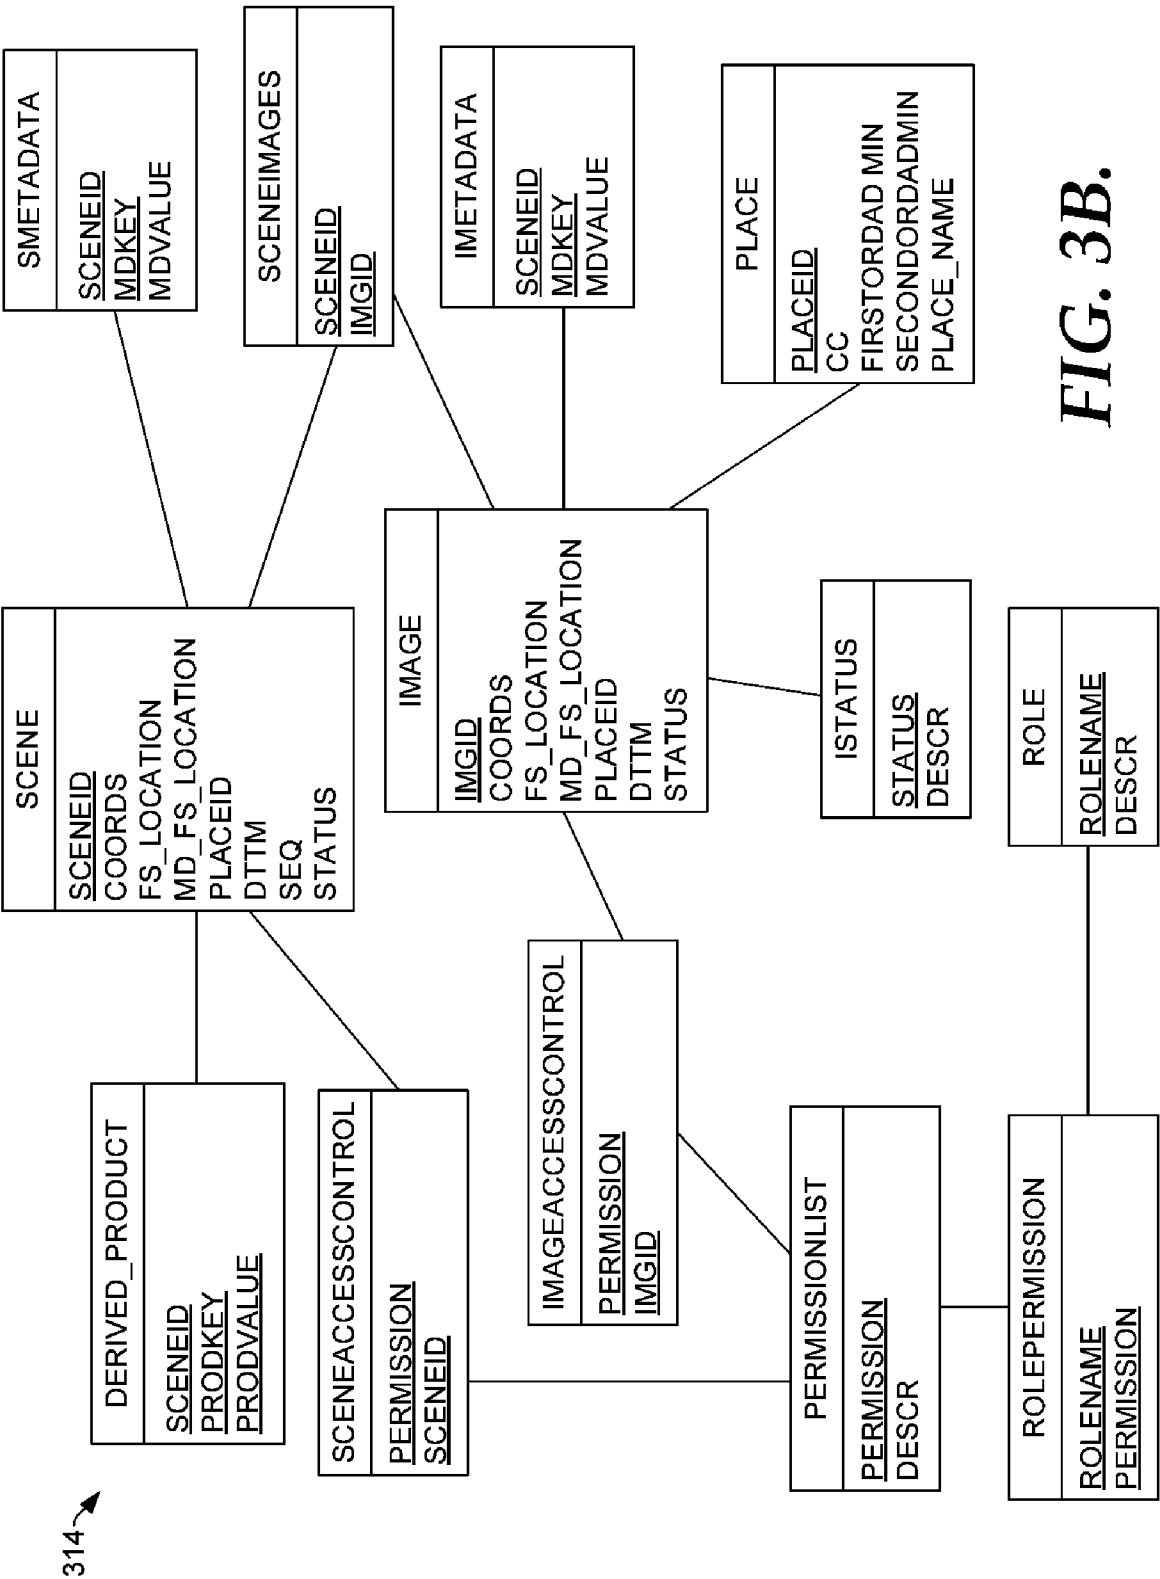 314
DERIVED_PRODUCT
SCENEID
PRODKEY
PRODVALUE
SCENE
SCENEID
COORDS
FS_LOCATION
MD_FS_LOCATION
PLACEID
DTTM
SEQ
STATUS
SMETADATA
SCENEID
MDKEY
MDVALUE
SCENEIMAGES
SCENEID
IMGID
SCENEACCESSCONTROL
PERMISSION
SCENEID
IMAGEACCESSCONTROL
PERMISSION
IMGID
IMAGE
IMGID
COORDS
FS_LOCATION
MD_FS_LOCATION
PLACEID
DTTM
STATUS
IMETADATA
SCENEID
MDKEY
MDVALUE
PLACE
PLACEID
CC
FIRSTORDAD MIN
SECONDORDADMIN
PLACE_NAME
PERMISSIONLIST
PERMISSION
DESCR
ISTATUS
STATUS
DESCR
ROLEPERMISSION
ROLENAME
PERMISSION
ROLE
ROLENAME
DESCR
FIG. 3B.